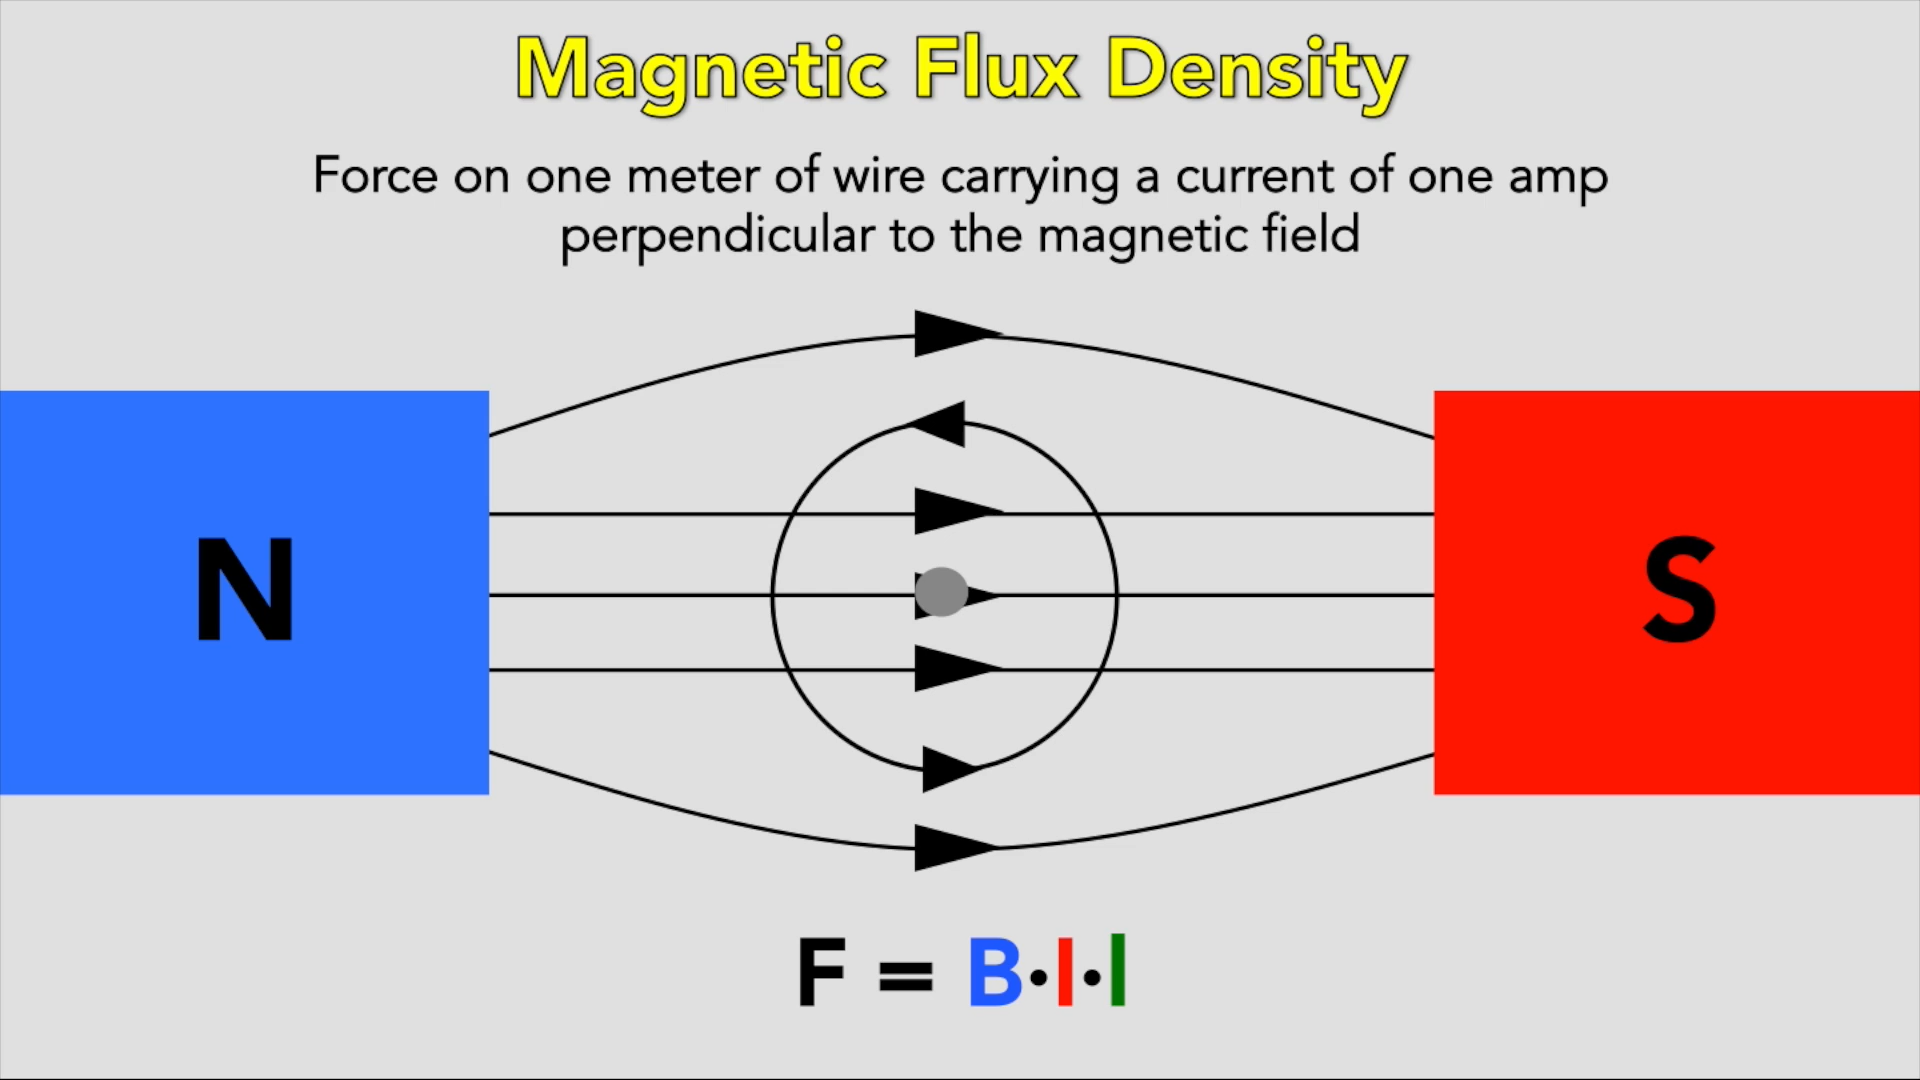 Magnetic Flux Density
Force on one meter of wire carrying a current of one amp
perpendicular to the magnetic field
N
S
F = B·I·l